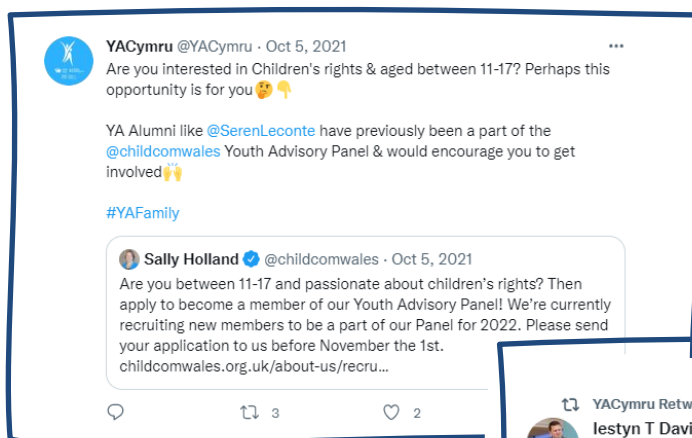 YACymru @YACymru · Oct 5, 2021
Are you interested in Children's rights & aged between 11-17? Perhaps this
opportunity is for you🤔👇
YA Alumni like @SerenLeconte have previously been a part of the
@childcomwales Youth Advisory Panel & would encourage you to get
involved🙌
#YAFamily
Sally Holland @childcomwales · Oct 5, 2021
Are you between 11-17 and passionate about children's rights? Then
apply to become a member of our Youth Advisory Panel! We're currently
recruiting new members to be a part of our Panel for 2022. Please send
your application to us before November the 1st.
childcomwales.org.uk/about-us/recru...
3 2
YACymru Retw
Iestyn T Davi